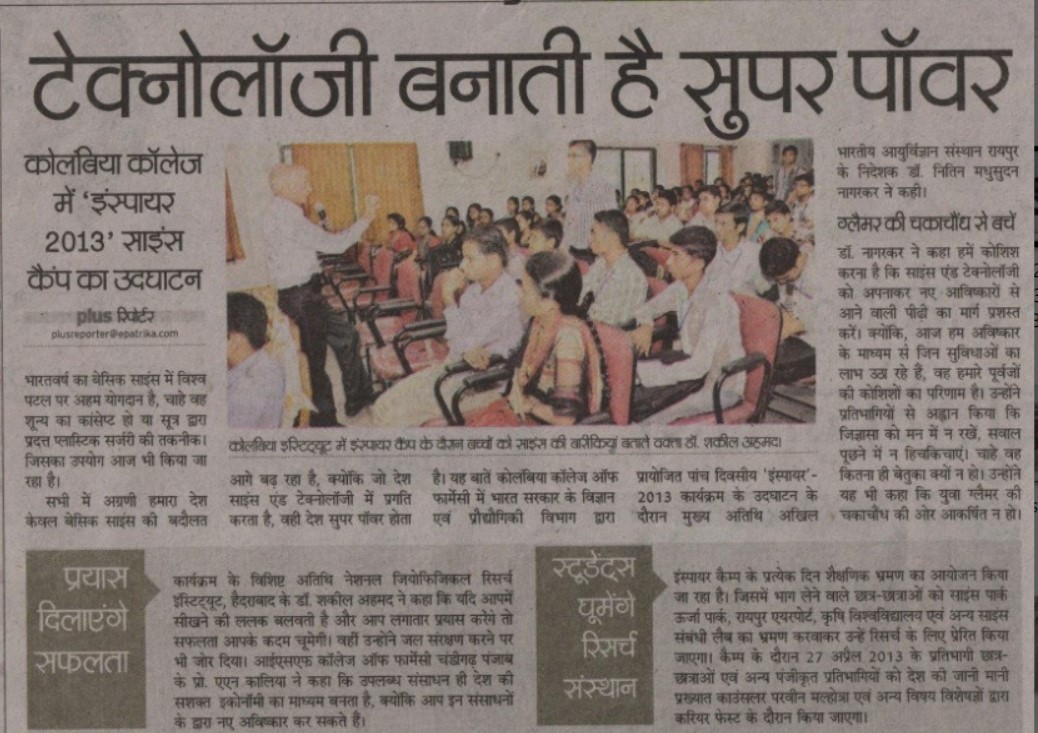 टेक्नोलॉजी बनाती है सुपर पॉवर
कोलंबिया कॉलेज
में ‘इंस्पायर
2013’ साइंस
कैंप का उदघाटन
plus रिपोर्टर
plusreporter@epatrika.com
भारतवर्ष का बेसिक साइंस में विश्व
पटल पर अहम योगदान है, चाहे वह
शून्य का कांसेप्ट हो या सूत्र द्वारा
प्रदत्त प्लास्टिक सर्जरी की तकनीक।
जिसका उपयोग आज भी किया जा
रहा है।
सभी में अग्रणी हमारा देश
केवल बेसिक साइंस की बदौलत
कोलंबिया इंस्टिट्यूट में इंस्पायर कैंप के दौरान बच्चों को साइंस की बारीकियां बताते वक्ता डॉ. शकील अहमद।
आगे बढ़ रहा है, क्योंकि जो देश
साइंस एंड टेक्नोलॉजी में प्रगति
करता है, वही देश सुपर पॉवर होता
है। यह बातें कोलंबिया कॉलेज ऑफ
फार्मेसी में भारत सरकार के विज्ञान
एवं प्रौद्योगिकी विभाग द्वारा
प्रायोजित पांच दिवसीय ‘इंस्पायर’-
2013 कार्यक्रम के उदघाटन के
दौरान मुख्य अतिथि अखिल
भारतीय आयुर्विज्ञान संस्थान रायपुर
के निदेशक डॉ. नितिन मधुसुदन
नागरकर ने कही।
ग्लैमर की चकाचौंध से बचें
डॉ. नागरकर ने कहा हमें कोशिश
करना है कि साइंस एंड टेक्नोलॉजी
को अपनाकर नए आविष्कारों से
आने वाली पीढ़ी का मार्ग प्रशस्त
करें। क्योंकि, आज हम अविष्कार
के माध्यम से जिन सुविधाओं का
लाभ उठा रहे है, वह हमारे पूर्वजों
की कोशिशों का परिणाम है। उन्होंने
प्रतिभागियों से अह्वान किया कि
जिज्ञासा को मन में न रखें, सवाल
पूछने में न हिचकिचाएं। चाहे वह
कितना ही बेतुका क्यों न हो। उन्होने
यह भी कहा कि युवा ग्लैमर की
चकाचौंध की ओर आकर्षित न हो।
प्रयास
दिलाएंगे
सफलता
कार्यक्रम के विशिष्ट अतिथि नेशनल जियोफिजिकल रिसर्च
इंस्टिट्यूट, हैदराबाद के डॉ. शकील अहमद ने कहा कि यदि आपमें
सीखने की ललक बलवती है और आप लगातार प्रयास करेंगे तो
सफलता आपके कदम चूमेगी। वहीं उन्होंने जल संरक्षण करने पर
भी जोर दिया। आईएसएफ कॉलेज ऑफ फार्मेसी चंडीगढ़ पंजाब
के प्रो. एएन कालिया ने कहा कि उपलब्ध संसाधन ही देश की
सशक्त इकोनॉमी का माध्यम बनता है, क्योंकि आप इन संसाधनों
के द्वारा नए अविष्कार कर सकते हैं।
स्टूडेंट्स
घूमेंगे
रिसर्च
संस्थान
इंस्पायर कैम्प के प्रत्येक दिन शैक्षणिक भ्रमण का आयोजन किया
जा रहा है। जिसमें भाग लेने वाले छात्र-छात्राओं को साइंस पार्क
ऊर्जा पार्क, रायपुर एयरपोर्ट, कृषि विश्वविद्यालय एवं अन्य साइंस
संबंधी लैब का भ्रमण करवाकर उन्हें रिसर्च के लिए प्रेरित किया
जाएगा। कैम्प के दौरान 27 अप्रैल 2013 के प्रतिभागी छात्र-
छात्राओं एवं अन्य पंजीकृत प्रतिभागियों को देश की जानी मानी
प्रख्यात काउंसलर परवीन मल्होत्रा एवं अन्य विषय विशेषज्ञों द्वारा
करियर फेस्ट के दौरान किया जाएगा।